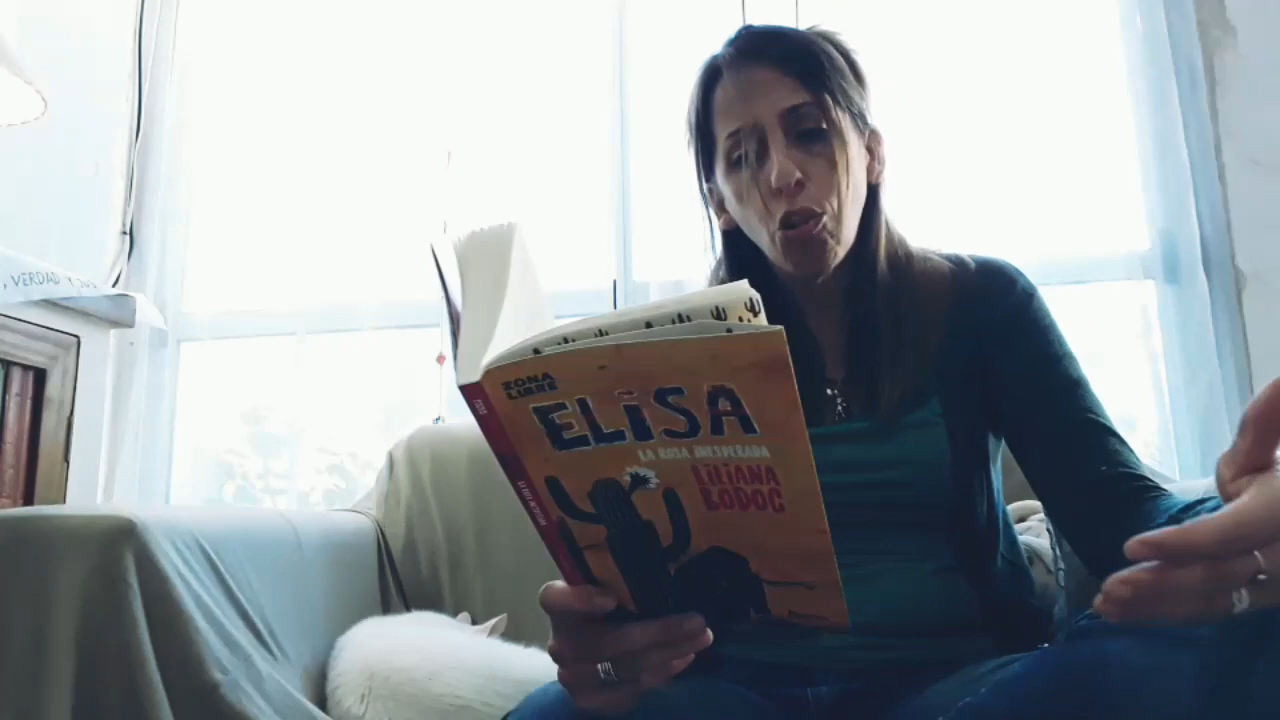 , VERDAD Y
ZONA
LIBRE
ELISA
LA ROSA INESPERADA
LILIANA
BODOC